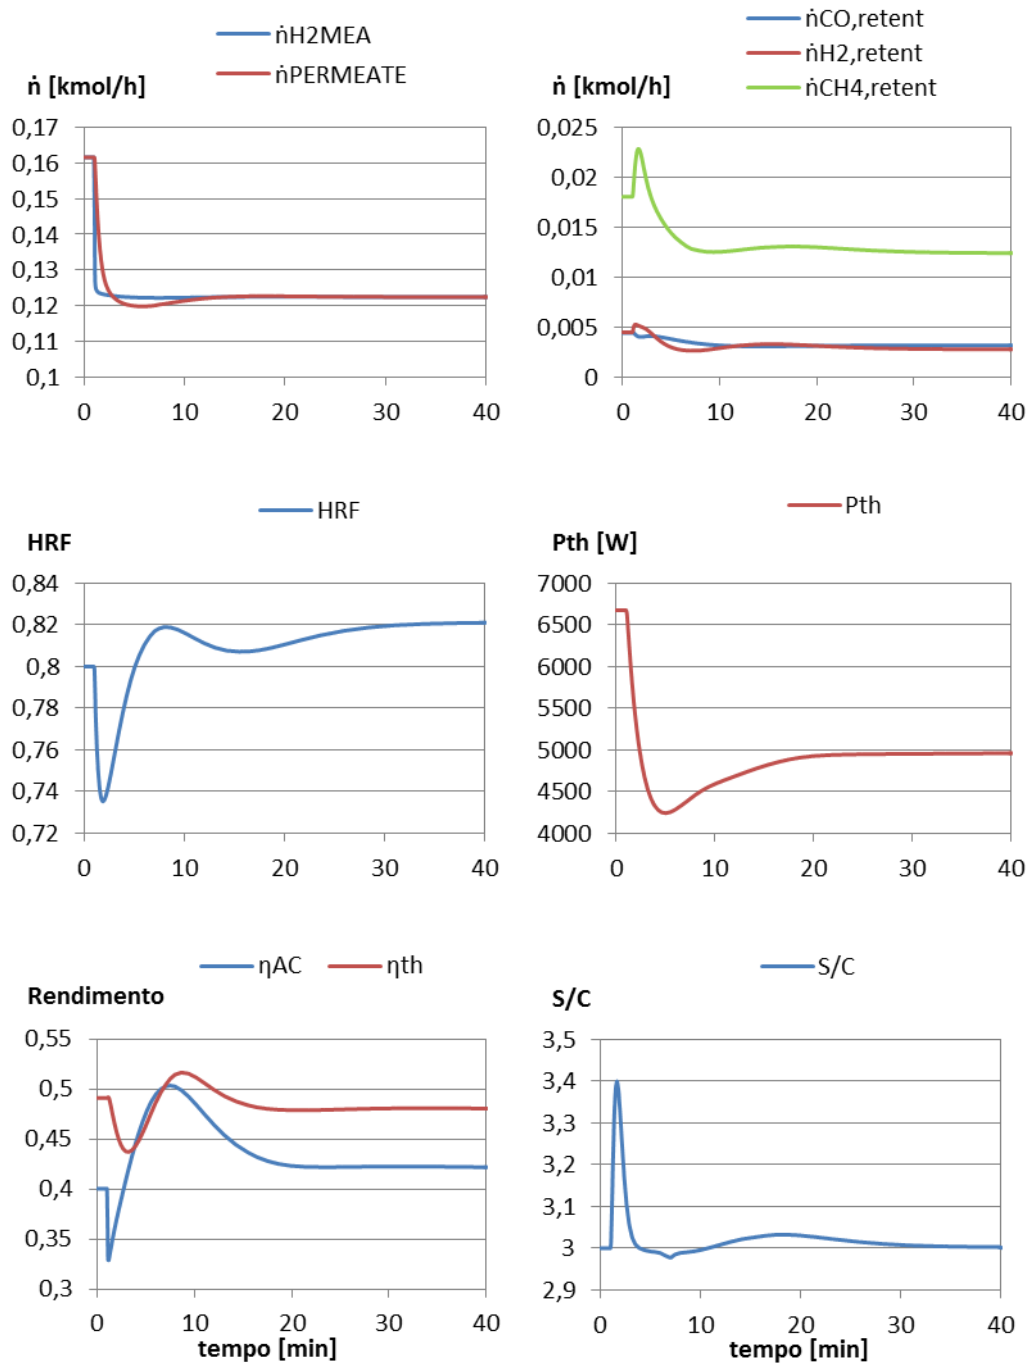 ṅH2MEA
ṅPERMEATE
ṅ [kmol/h]
0,17
0,16
0,15
0,14
0,13
0,12
0,11
0,1
0 10 20 30 40
ṅCO,retent
ṅH2,retent
ṅCH4,retent
ṅ [kmol/h]
0,025
0,02
0,015
0,01
0,005
0
0 10 20 30 40
HRF
HRF
0,84
0,82
0,8
0,78
0,76
0,74
0,72
0 10 20 30 40
Pth
Pth [W]
7000
6500
6000
5500
5000
4500
4000
0 10 20 30 40
ηAC ηth
Rendimento
0,55
0,5
0,45
0,4
0,35
0,3
0 10 20 30 40
tempo [min]
S/C
S/C
3,5
3,4
3,3
3,2
3,1
3
2,9
0 10 20 30 40
tempo [min]